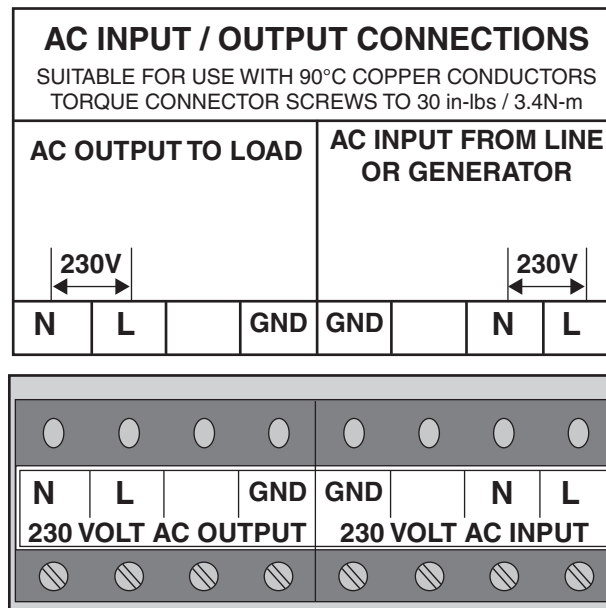 AC INPUT / OUTPUT CONNECTIONS
SUITABLE FOR USE WITH 90°C COPPER CONDUCTORS
TORQUE CONNECTOR SCREWS TO 30 in-lbs / 3.4N-m
AC OUTPUT TO LOAD
AC INPUT FROM LINE
OR GENERATOR
230V
230V
N L GND GND N L
N L GND GND N L
230 VOLT AC OUTPUT 230 VOLT AC INPUT